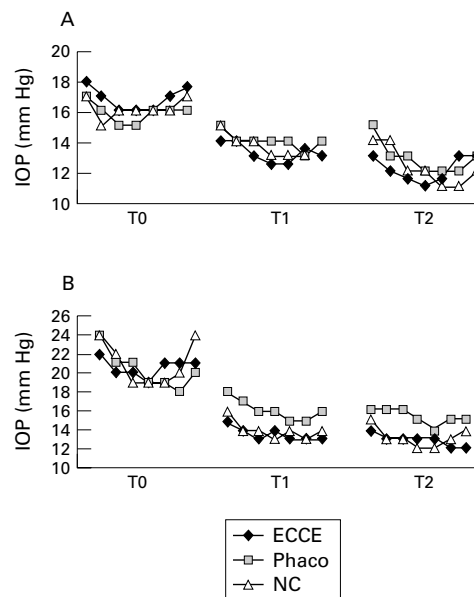 A
20
18
16
14
12
10
IOP (mm Hg)
T0 T1 T2
B
26
24
22
20
18
16
14
12
10
IOP (mm Hg)
T0 T1 T2
ECCE
Phaco
NC